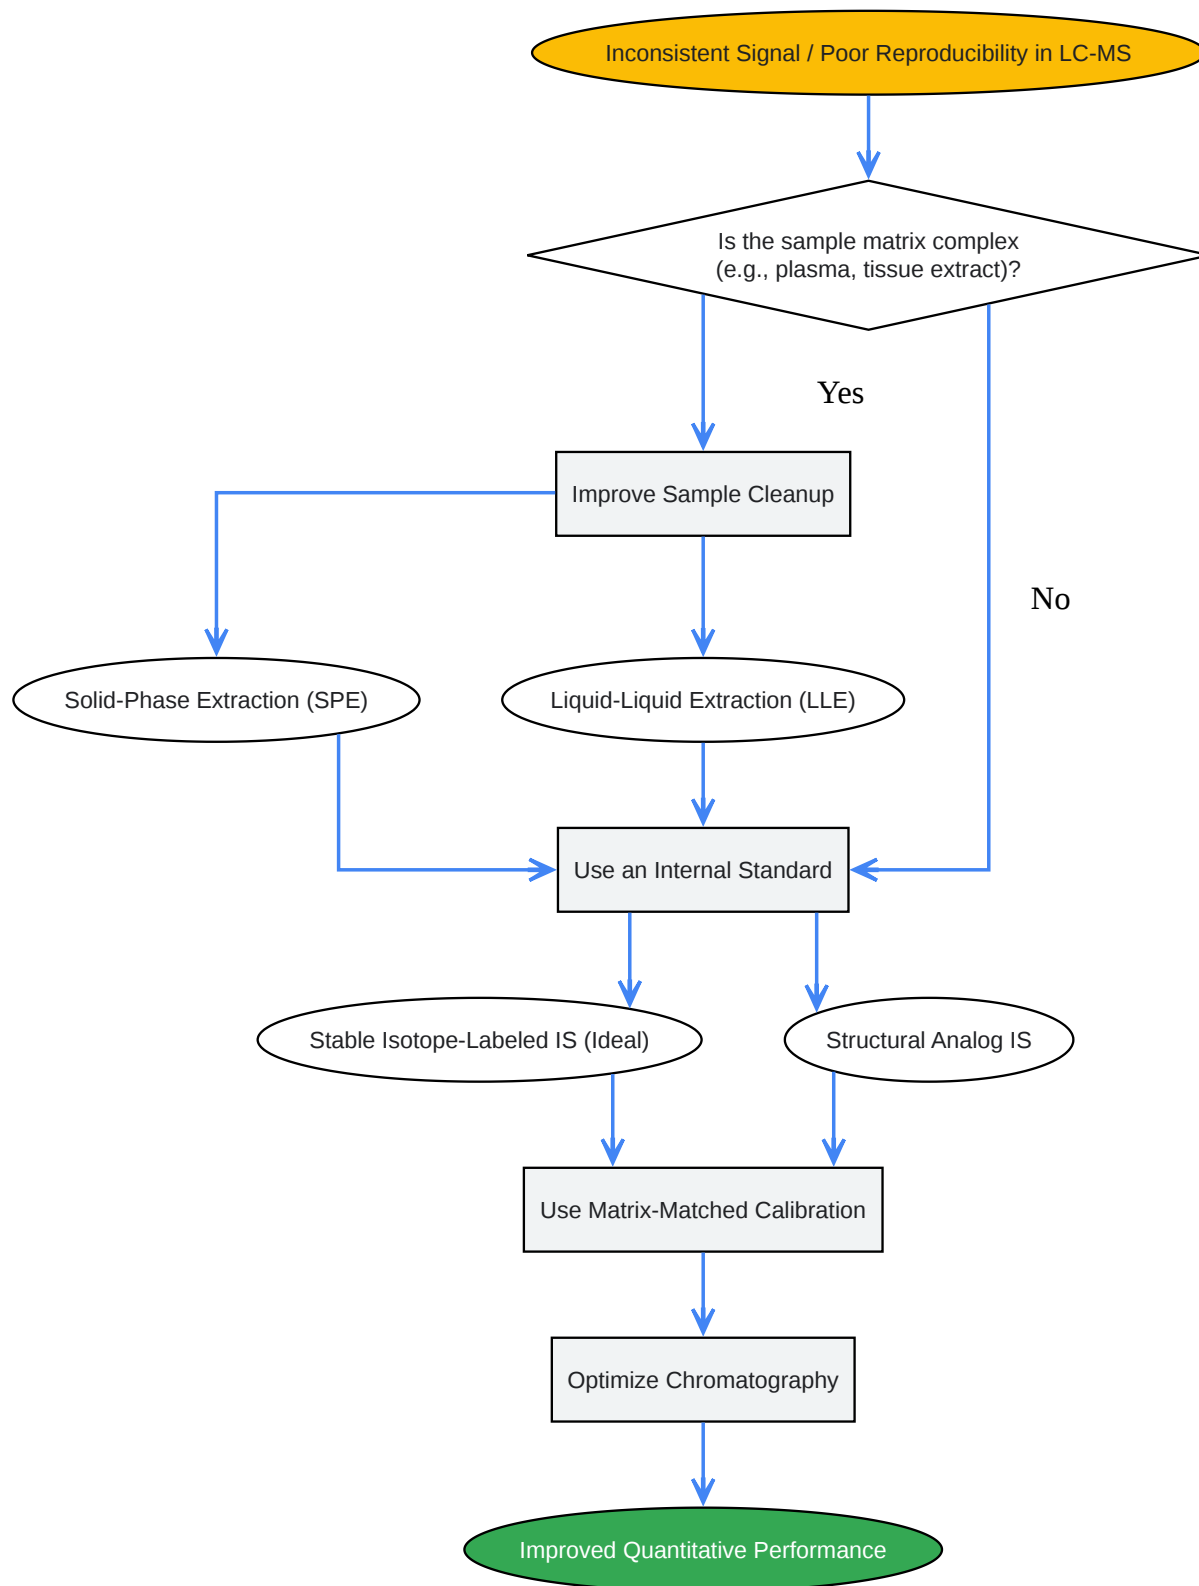 Inconsistent Signal / Poor Reproducibility in LC-MS
Is the sample matrix complex
(e.g., plasma, tissue extract)?
Yes
Improve Sample Cleanup
No
Solid-Phase Extraction (SPE)
Liquid-Liquid Extraction (LLE)
Use an Internal Standard
Stable Isotope-Labeled IS (Ideal)
Structural Analog IS
Use Matrix-Matched Calibration
Optimize Chromatography
Improved Quantitative Performance